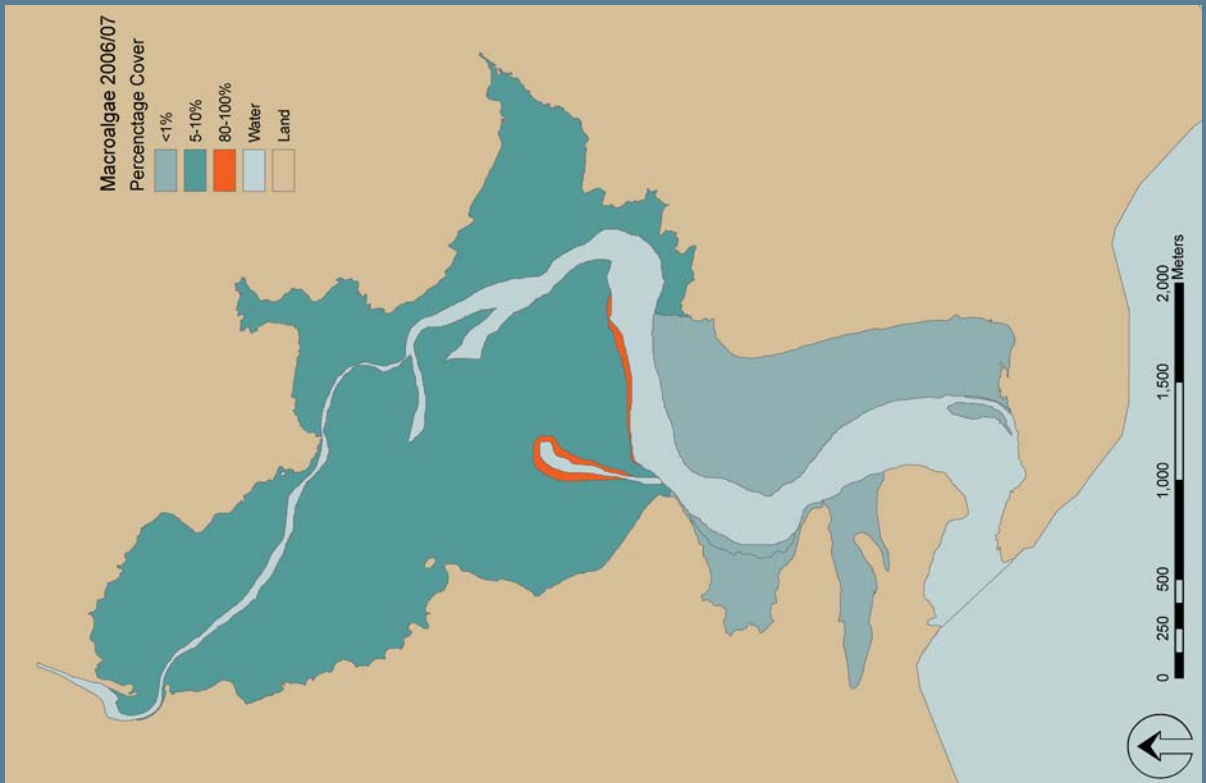 Macroalgae 2006/07
Percenctage Cover
<1%
5-10%
80-100%
Water
Land
0 250 500 1,000 1,500 2,000
Meters